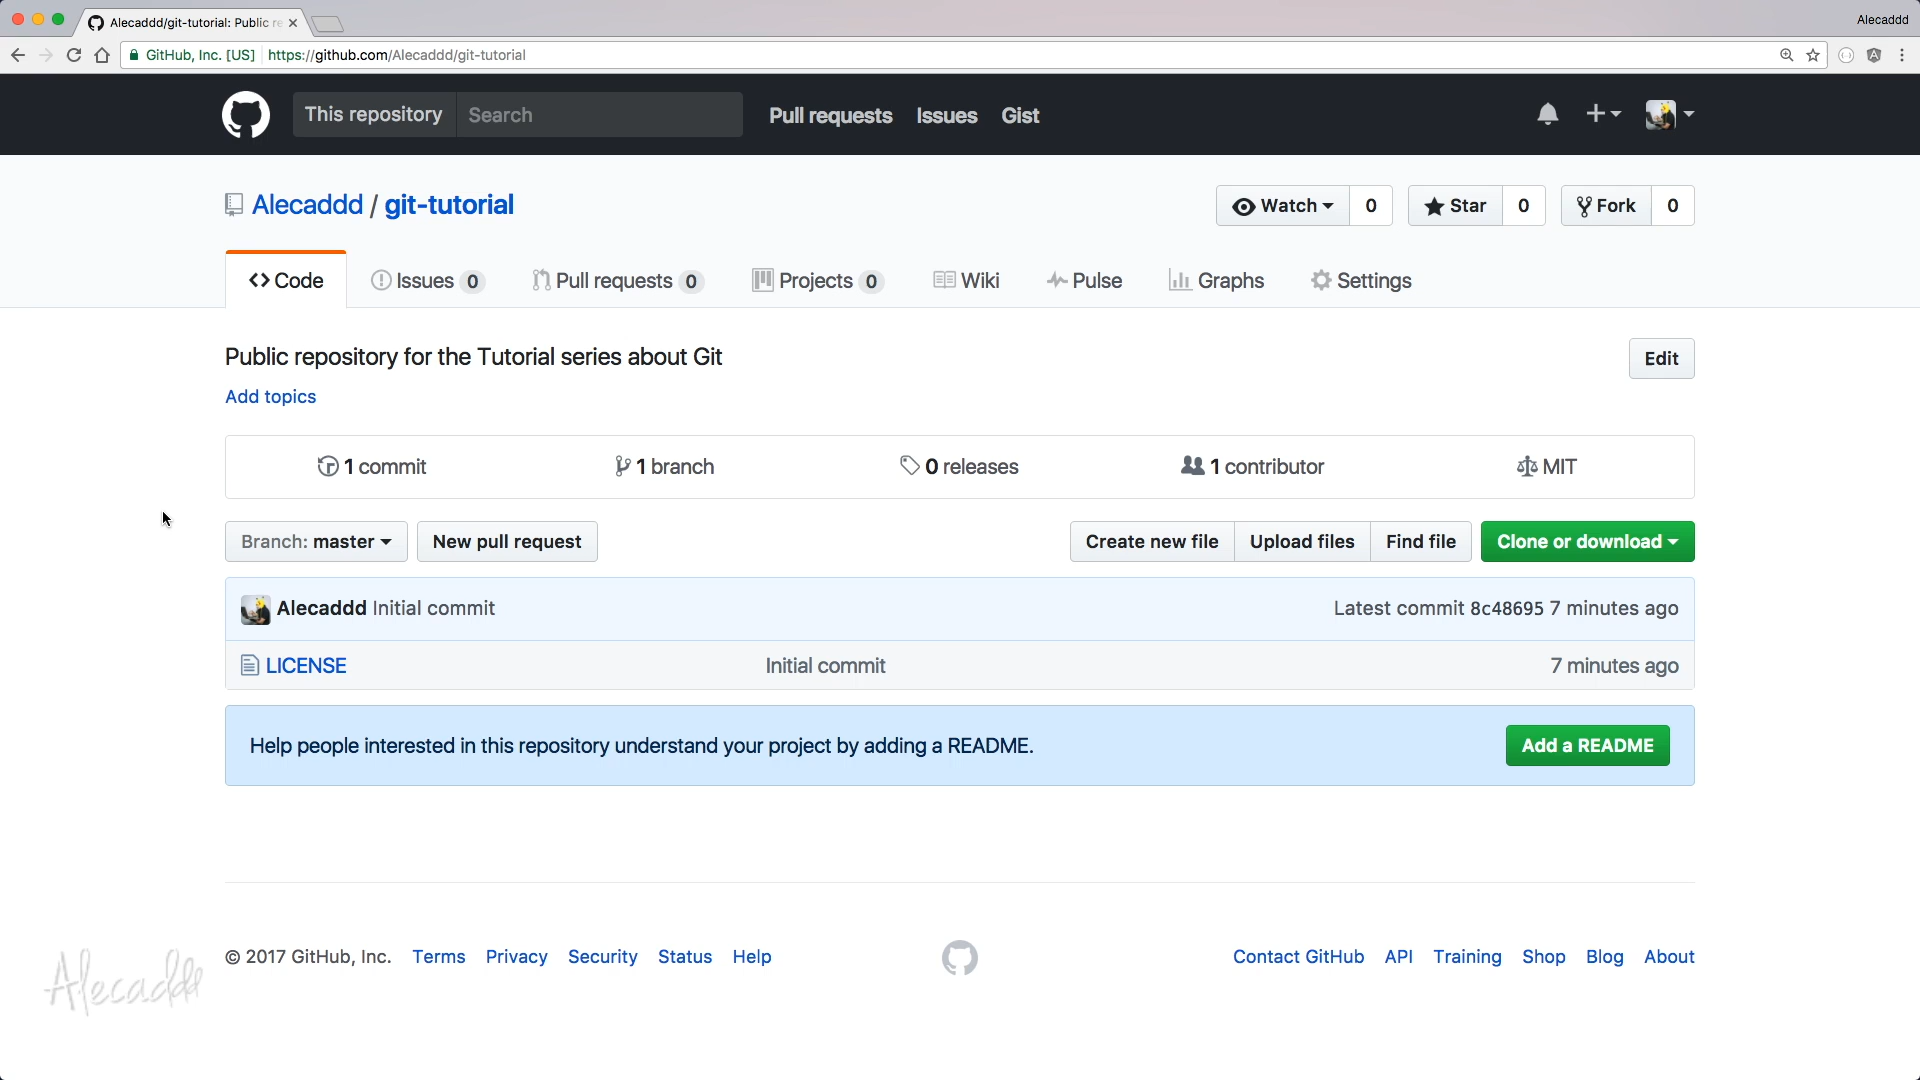 Alecaddd/git-tutorial: Public re
Alecaddd
GitHub, Inc. [US] https://github.com/Alecaddd/git-tutorial
This repository Search Pull requests Issues Gist
Alecaddd / git-tutorial
Watch 0 Star 0 Fork 0
Code Issues 0 Pull requests 0 Projects 0 Wiki Pulse Graphs Settings
Public repository for the Tutorial series about Git
Edit
Add topics
1 commit 1 branch 0 releases 1 contributor MIT
Branch: master New pull request Create new file Upload files Find file Clone or download
Alecaddd Initial commit Latest commit 8c48695 7 minutes ago
LICENSE Initial commit 7 minutes ago
Help people interested in this repository understand your project by adding a README. Add a README
© 2017 GitHub, Inc. Terms Privacy Security Status Help Contact GitHub API Training Shop Blog About
Alecaddd